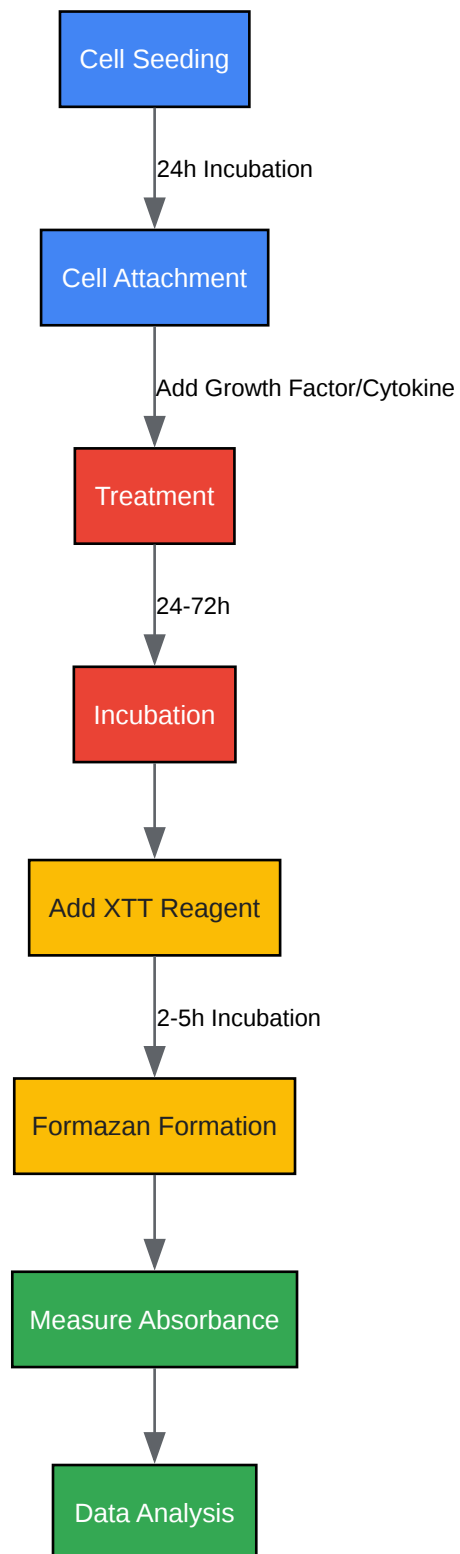 Cell Seeding
24h Incubation
Cell Attachment
Add Growth Factor/Cytokine
Treatment
24-72h
Incubation
Add XTT Reagent
2-5h Incubation
Formazan Formation
Measure Absorbance
Data Analysis